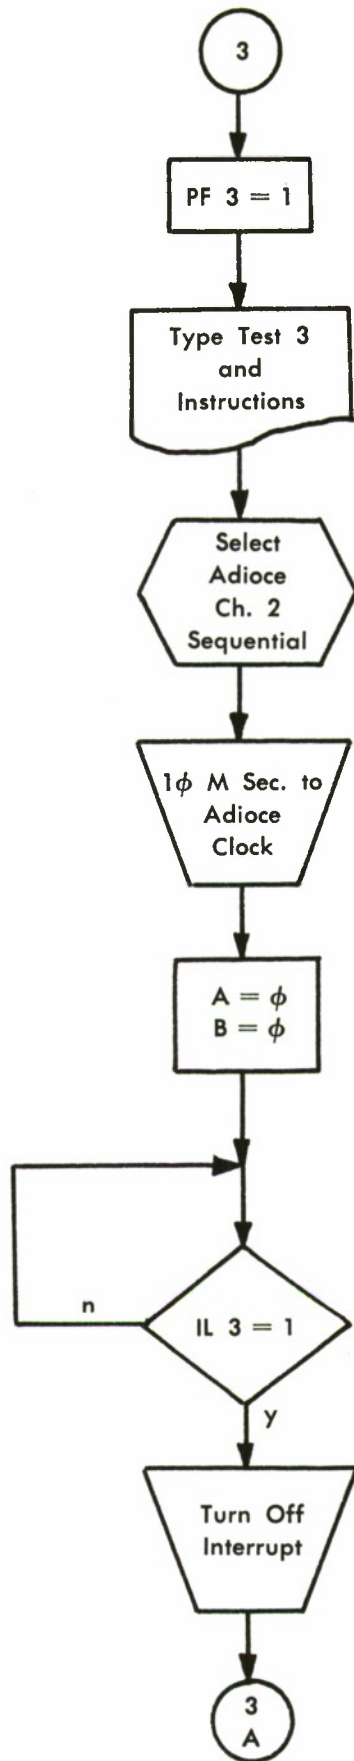 3
PF 3 = 1
Type Test 3
and
Instructions
Select
Adioce
Ch. 2
Sequential
1ϕ M Sec. to
Adioce
Clock
A = ϕ
B = ϕ
n
IL 3 = 1
y
Turn Off
Interrupt
3
A